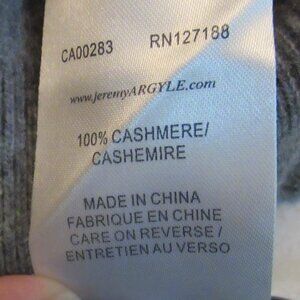 CA00283 RN127188
www.jeremyARGYLE.com
100% CASHMERE/
CASHEMIRE
MADE IN CHINA
FABRIQUE EN CHINE
CARE ON REVERSE/
ENTRETIEN AU VERSO